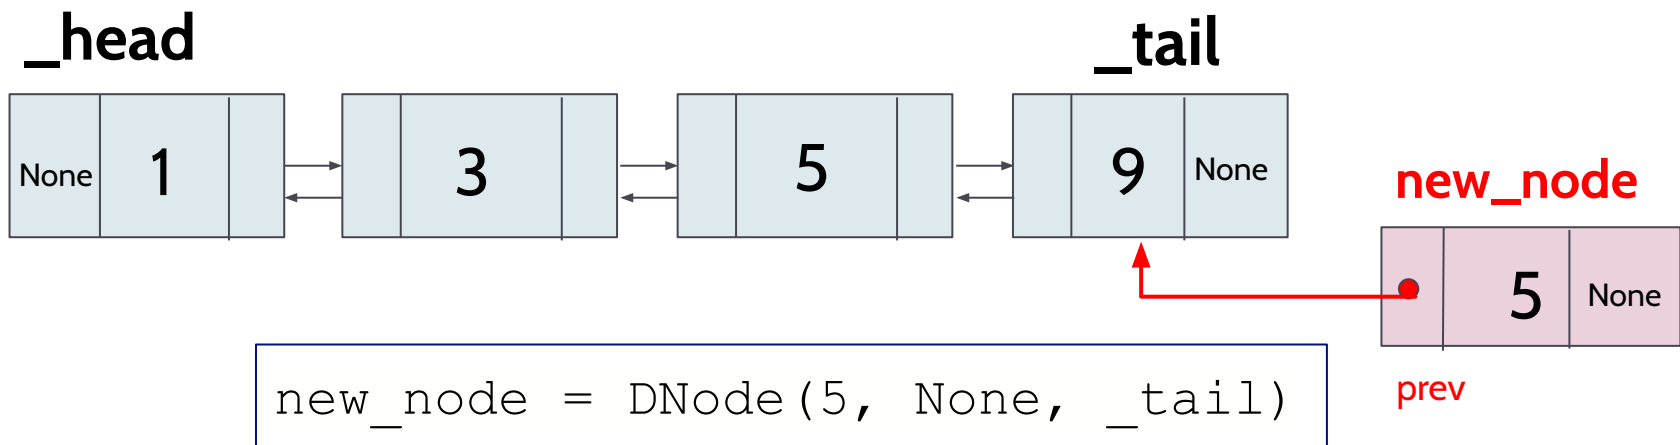 _head
_tail
None 1 3 5 9 None
new_node
5 None
prev
new_node = DNode(5, None, _tail)